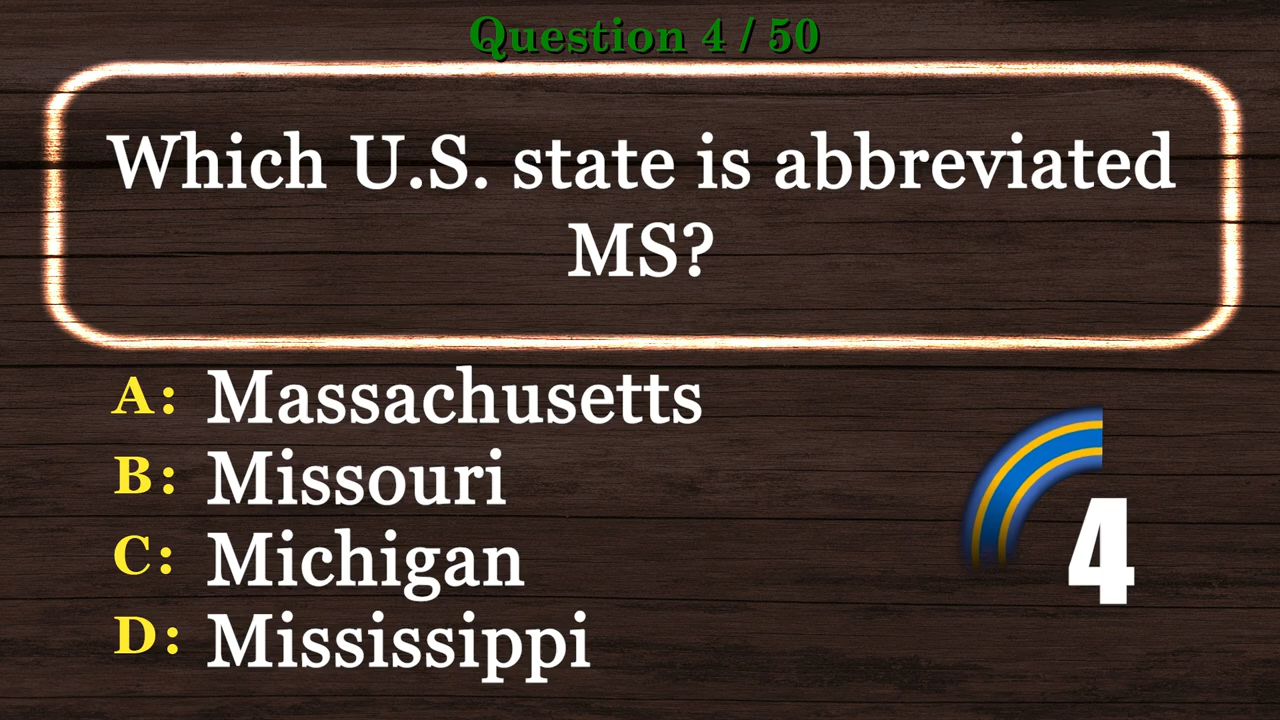 Question 4 / 50
Which U.S. state is abbreviated
MS?
A: Massachusetts
B: Missouri
C: Michigan
D: Mississippi
4